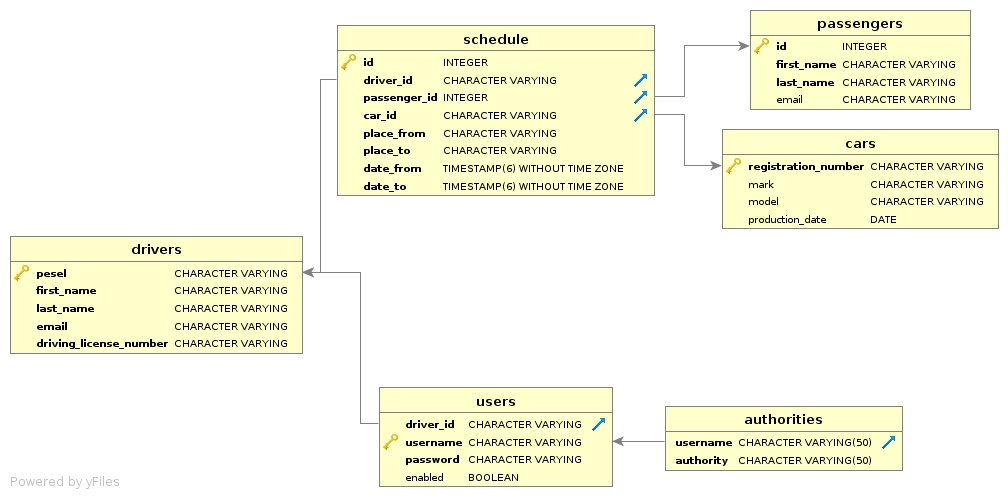 passengers
id INTEGER
first_name CHARACTER VARYING
last_name CHARACTER VARYING
email CHARACTER VARYING
schedule
id INTEGER
driver_id CHARACTER VARYING
passenger_id INTEGER
car_id CHARACTER VARYING
place_from CHARACTER VARYING
place_to CHARACTER VARYING
date_from TIMESTAMP(6) WITHOUT TIME ZONE
date_to TIMESTAMP(6) WITHOUT TIME ZONE
cars
registration_number CHARACTER VARYING
mark CHARACTER VARYING
model CHARACTER VARYING
production_date DATE
drivers
pesel CHARACTER VARYING
first_name CHARACTER VARYING
last_name CHARACTER VARYING
email CHARACTER VARYING
driving_license_number CHARACTER VARYING
users
driver_id CHARACTER VARYING
username CHARACTER VARYING
password CHARACTER VARYING
enabled BOOLEAN
authorities
username CHARACTER VARYING(50)
authority CHARACTER VARYING(50)
Powered by yFiles